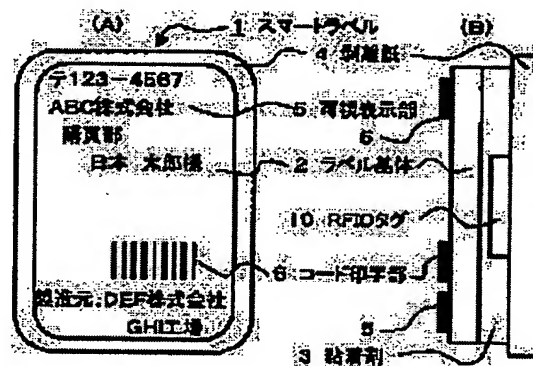 (A)
1 スマートラベル
(B)
4 剥離紙
〒123-4567
ABC株式会社
5 可視表示部
購買部
6
日本 太郎様
2 ラベル基体
10 RFIDタグ
6 コード印字部
製造元:DEF株式会社
GHI工場
5
3 粘着剤